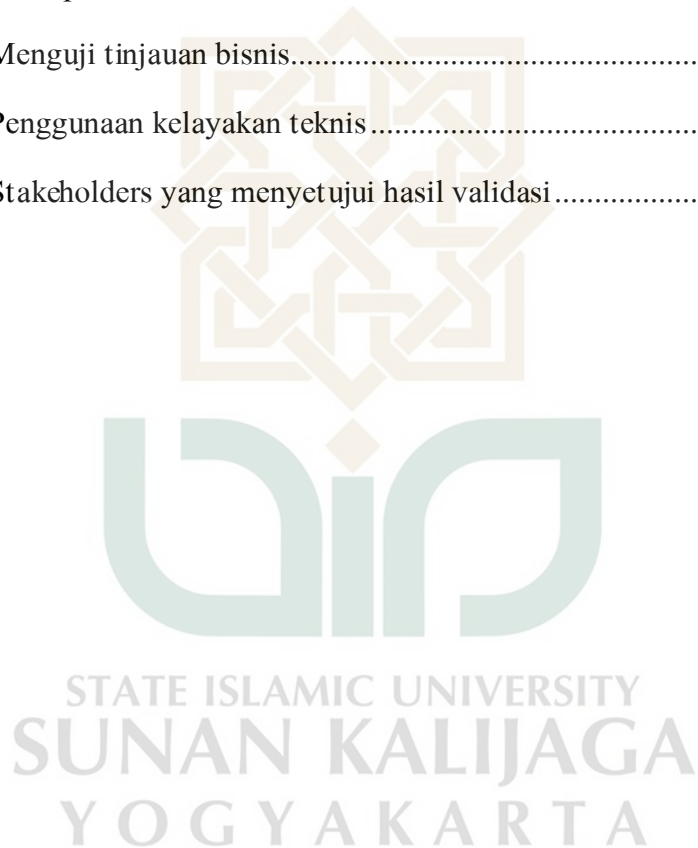 Menguji tinjauan bisnis..................................................
Penggunaan kelayakan teknis........................................
Stakeholders yang menyetujui hasil validasi..................
STATE ISLAMIC UNIVERSITY
SUNAN KALIJAGA
YOGYAKARTA